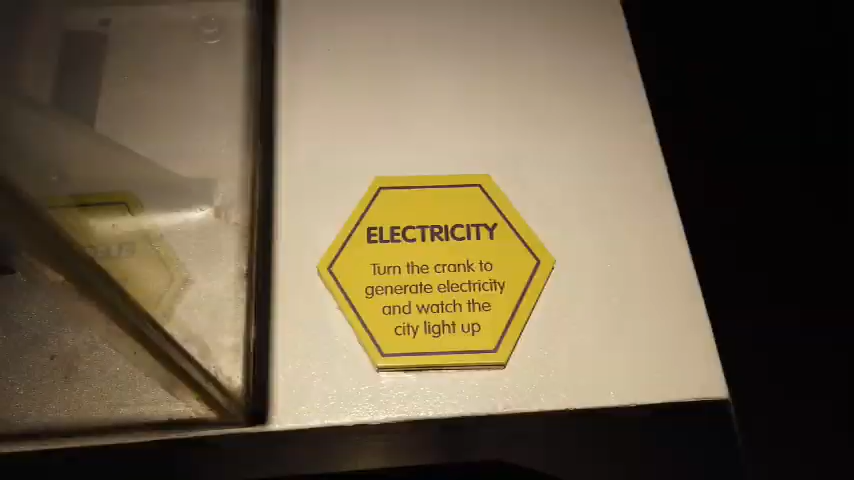 ELECTRICITY
Turn the crank to
generate electricity
and watch the
city light up